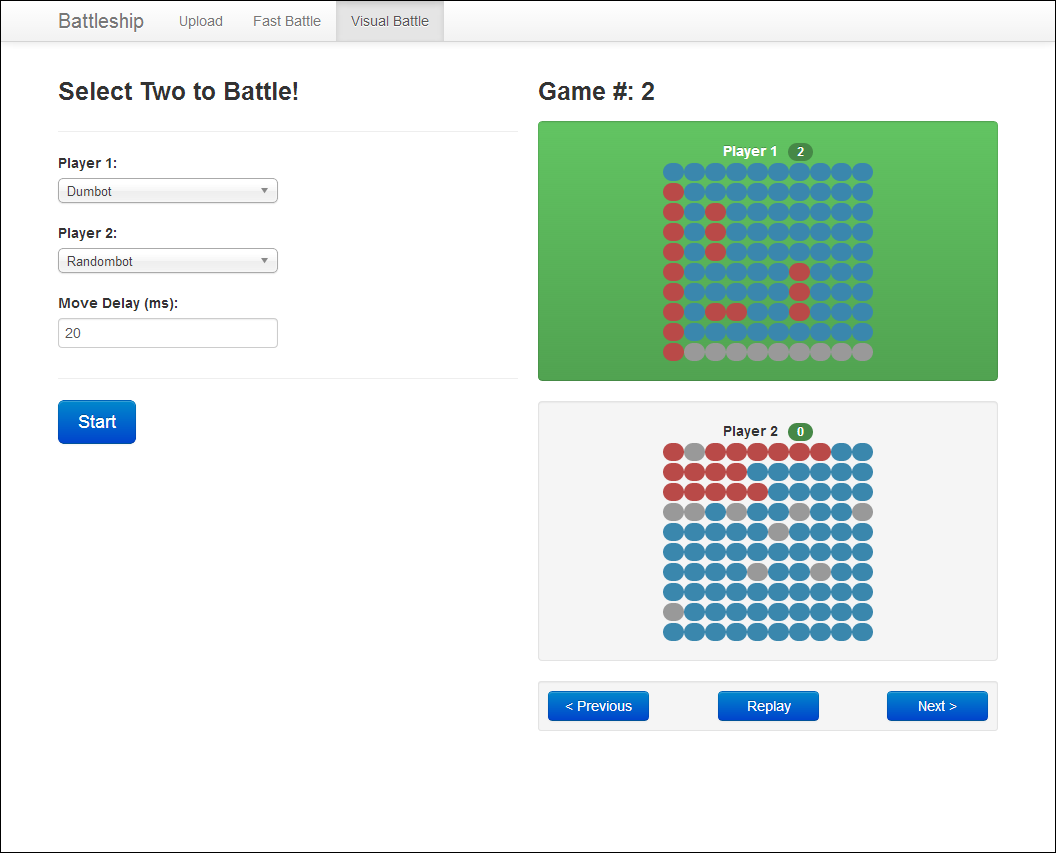 Battleship Upload Fast Battle Visual Battle
Select Two to Battle!
Player 1:
Dumbot
Player 2:
Randombot
Move Delay (ms):
20
Start
Game #: 2
Player 1 2
Player 2 0
< Previous Replay Next >